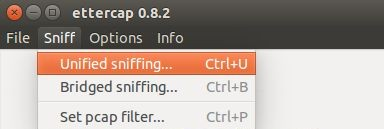 ettercap 0.8.2
File Sniff Options Info
Unified sniffing... Ctrl+U
Bridged sniffing... Ctrl+B
Set pcap filter... Ctrl+P